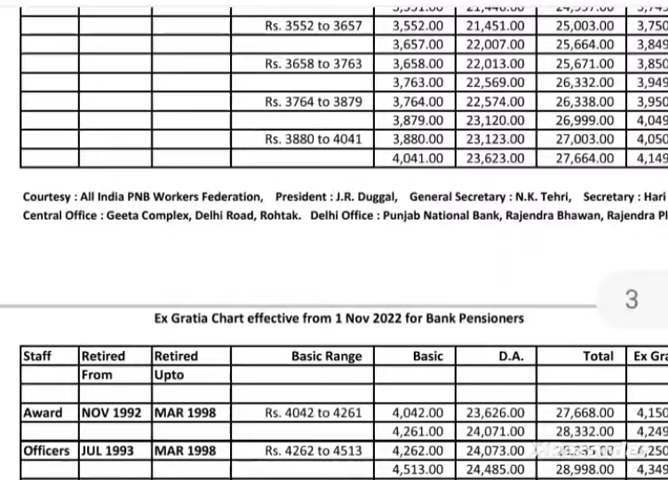 Rs. 3552 to 3657 3,552.00 21,451.00 25,003.00 3,750
3,657.00 22,007.00 25,664.00 3,849
Rs. 3658 to 3763 3,658.00 22,013.00 25,671.00 3,850
3,763.00 22,569.00 26,332.00 3,949
Rs. 3764 to 3879 3,764.00 22,574.00 26,338.00 3,950
3,879.00 23,120.00 26,999.00 4,049
Rs. 3880 to 4041 3,880.00 23,123.00 27,003.00 4,050
4,041.00 23,623.00 27,664.00 4,149
Courtesy : All India PNB Workers Federation, President : J.R. Duggal, General Secretary : N.K. Tehri, Secretary : Hari
Central Office : Geeta Complex, Delhi Road, Rohtak. Delhi Office : Punjab National Bank, Rajendra Bhawan, Rajendra Pl
3
Ex Gratia Chart effective from 1 Nov 2022 for Bank Pensioners
Staff Retired Retired Basic Range Basic D.A. Total Ex Gra
From Upto
Award NOV 1992 MAR 1998 Rs. 4042 to 4261 4,042.00 23,626.00 27,668.00 4,150
4,261.00 24,071.00 28,332.00 4,249
Officers JUL 1993 MAR 1998 Rs. 4262 to 4513 4,262.00 24,073.00 4,250
4,513.00 24,485.00 28,998.00 4,349